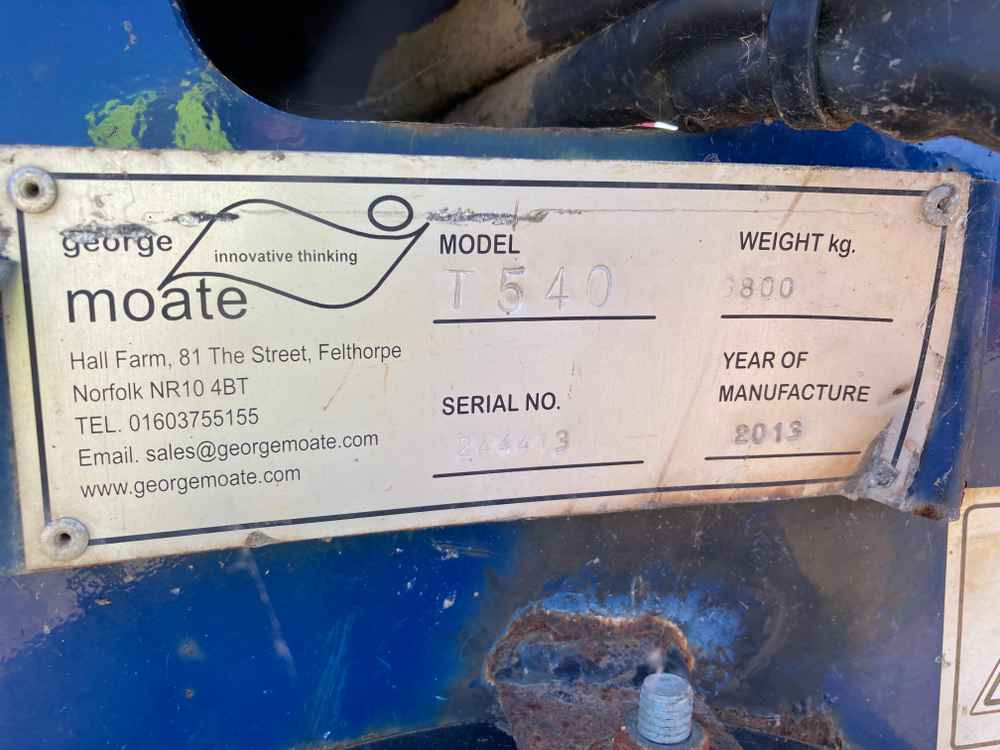 george
innovative thinking
moate
Hall Farm, 81 The Street, Felthorpe
Norfolk NR10 4BT
TEL. 01603755155
Email. sales@georgemoate.com
www.georgemoate.com
MODEL
T 540
SERIAL NO.
WEIGHT kg.
YEAR OF
MANUFACTURE
2013